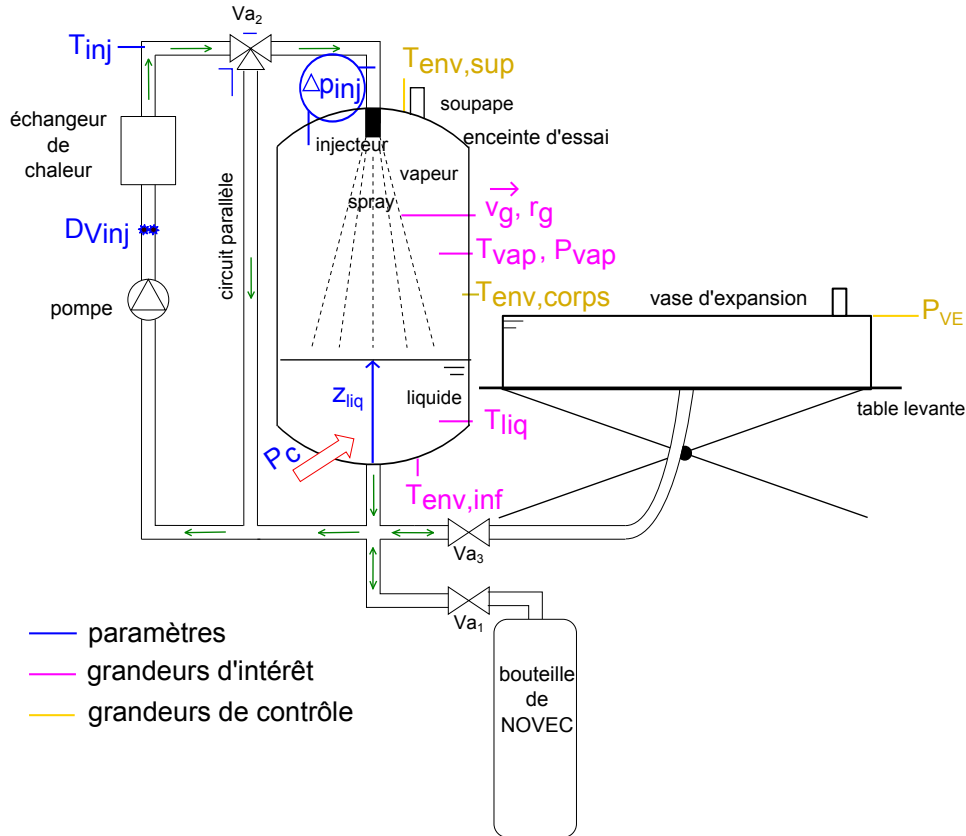 Va2
Tinj
Δpinj
Tenv,sup
soupape
enceinte d'essai
échangeur
de
chaleur
injecteur
vapeur
spray
circuit parallèle
vg, rg
DVinj
Tvap, Pvap
Tenv,corps
pompe
vase d'expansion
PVE
zliq
liquide
Tliq
table levante
Pc
Tenv,inf
Va3
Va1
paramètres
grandeurs d'intérêt
grandeurs de contrôle
bouteille
de
NOVEC